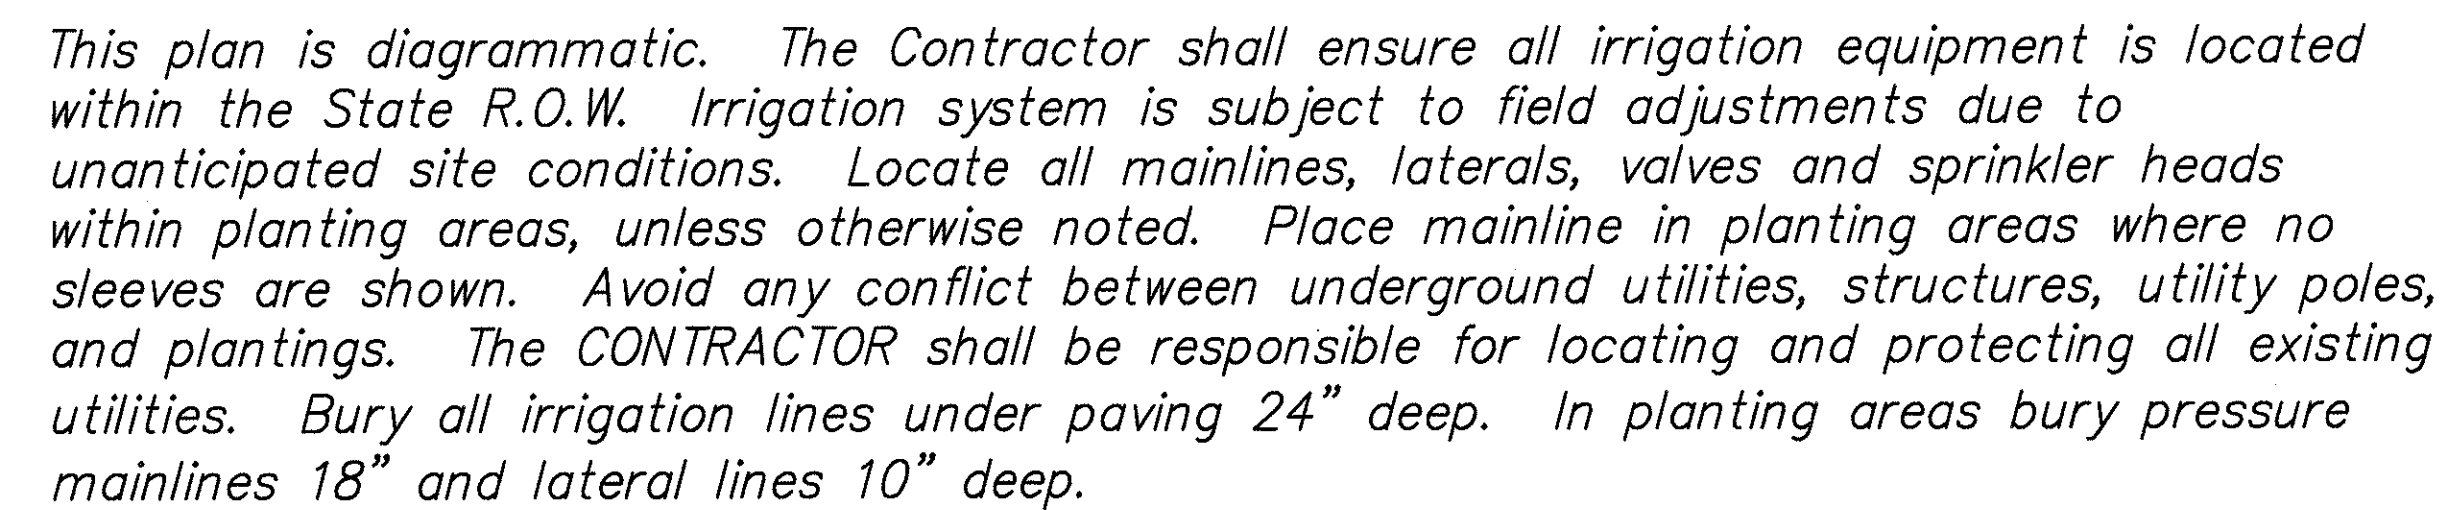 This plan is diagrammatic. The Contractor shall ensure all irrigation equipment is located
within the State R.O.W. Irrigation system is subject to field adjustments due to
unanticipated site conditions. Locate all mainlines, laterals, valves and sprinkler heads
within planting areas, unless otherwise noted. Place mainline in planting areas where no
sleeves are shown. Avoid any conflict between underground utilities, structures, utility poles,
and plantings. The CONTRACTOR shall be responsible for locating and protecting all existing
utilities. Bury all irrigation lines under paving 24" deep. In planting areas bury pressure
mainlines 18" and lateral lines 10" deep.